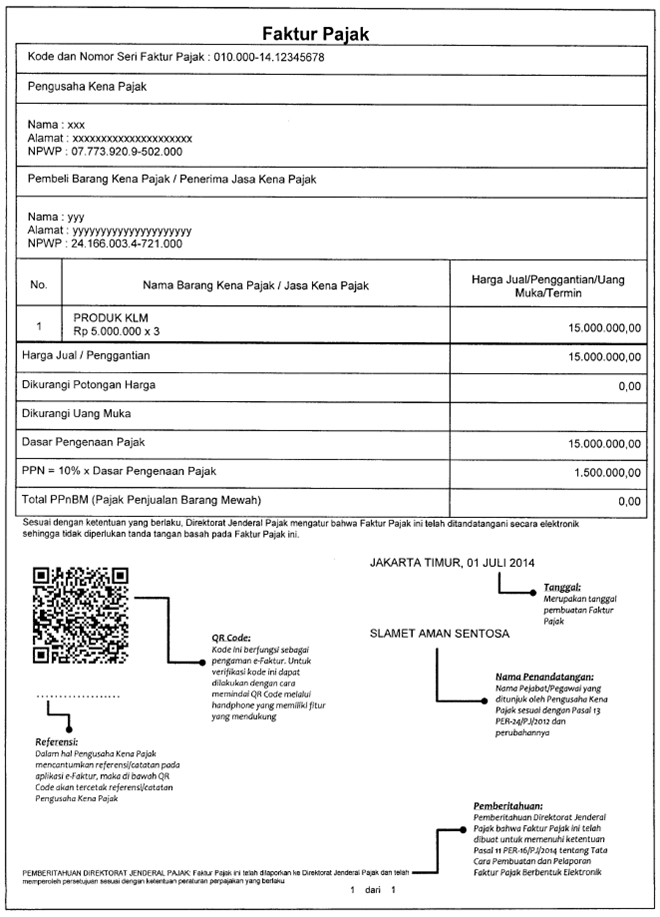 Faktur Pajak
Kode dan Nomor Seri Faktur Pajak : 010.000-14.12345678
Pengusaha Kena Pajak
Nama : xxx
Alamat : xxxxxxxxxxxxxxxxxxxxx
NPWP : 07.773.920.9-502.000
Pembeli Barang Kena Pajak / Penerima Jasa Kena Pajak
Nama : yyy
Alamat : yyyyyyyyyyyyyyyyyyyyy
NPWP : 24.166.003.4-721.000
No.
Nama Barang Kena Pajak / Jasa Kena Pajak
Harga Jual/Penggantian/Uang
Muka/Termin
1
PRODUK KLM
Rp 5.000.000 x 3
15.000.000,00
Harga Jual / Penggantian 15.000.000,00
Dikurangi Potongan Harga 0,00
Dikurangi Uang Muka
Dasar Pengenaan Pajak 15.000.000,00
PPN = 10% x Dasar Pengenaan Pajak 1.500.000,00
Total PPnBM (Pajak Penjualan Barang Mewah) 0,00
Sesuai dengan ketentuan yang berlaku, Direktorat Jenderal Pajak mengatur bahwa Faktur Pajak ini telah ditandatangani secara elektronik
sehingga tidak diperlukan tanda tangan basah pada Faktur Pajak ini.
JAKARTA TIMUR, 01 JULI 2014
Tanggal:
Merupakan tanggal
pembuatan Faktur
Pajak
QR Code:
Kode ini berfungsi sebagai
pengaman e-Faktur. Untuk
verifikasi kode ini dapat
dilakukan dengan cara
memindai QR Code melalui
handphone yang memiliki fitur
yang mendukung
SLAMET AMAN SENTOSA
Nama Penandatangan:
Nama Pejabat/Pegawai yang
ditunjuk oleh Pengusaha Kena
Pajak sesuai dengan Pasal 13
PER-24/PJ/2012 dan
perubahannya
....................
Referensi:
Dalam hal Pengusaha Kena Pajak
mencantumkan referensi/catatan pada
aplikasi e-Faktur, maka di bawah QR
Code akan tercetak referensi/catatan
Pengusaha Kena Pajak
Pemberitahuan:
Pemberitahuan Direktorat Jenderal
Pajak bahwa Faktur Pajak ini telah
dibuat untuk memenuhi ketentuan
Pasal 11 PER-16/PJ/2014 tentang Tata
Cara Pembuatan dan Pelaporan
Faktur Pajak Berbentuk Elektronik
PEMBERITAHUAN DIREKTORAT JENDERAL PAJAK: Faktur Pajak ini telah dilaporkan ke Direktorat Jenderal Pajak dan telah
memperoleh persetujuan sesuai dengan ketentuan peraturan perpajakan yang berlaku
1 dari 1